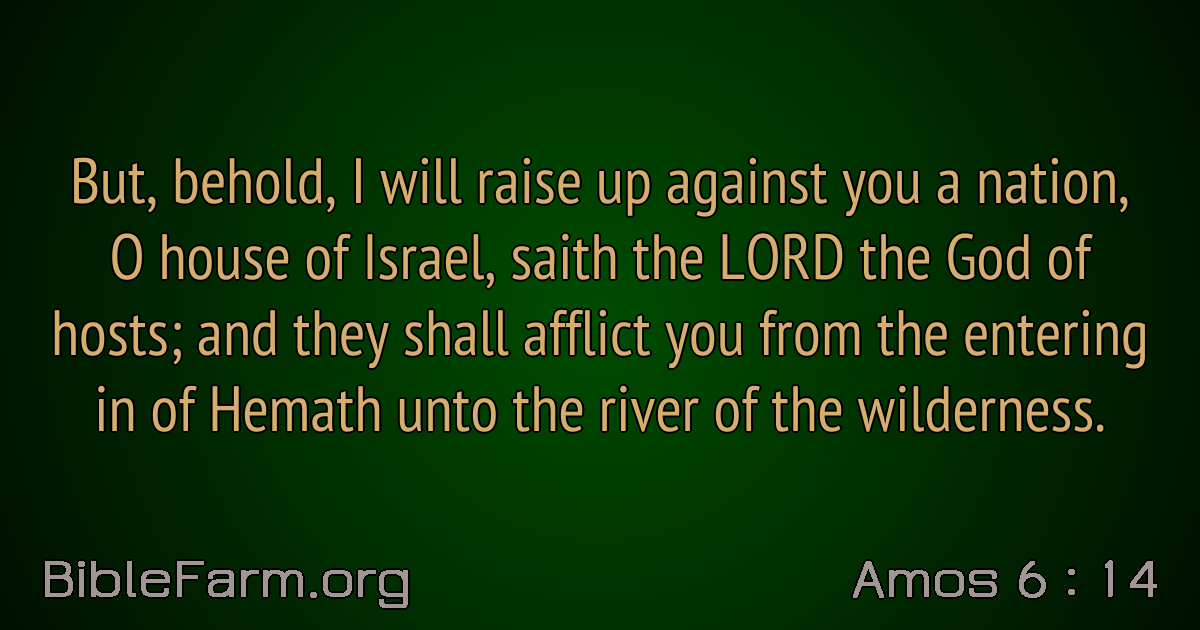 But, behold, I will raise up against you a nation,
O house of Israel, saith the LORD the God of
hosts; and they shall afflict you from the entering
in of Hemath unto the river of the wilderness.
BibleFarm.org
Amos 6 : 14